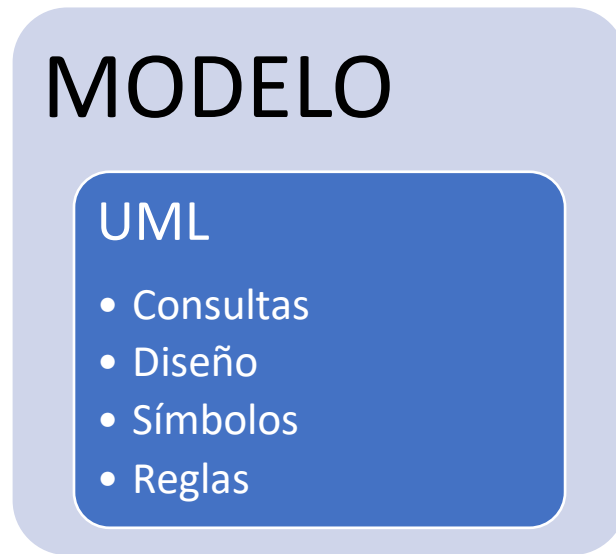 MODELO
UML
• Consultas
• Diseño
• Símbolos
• Reglas